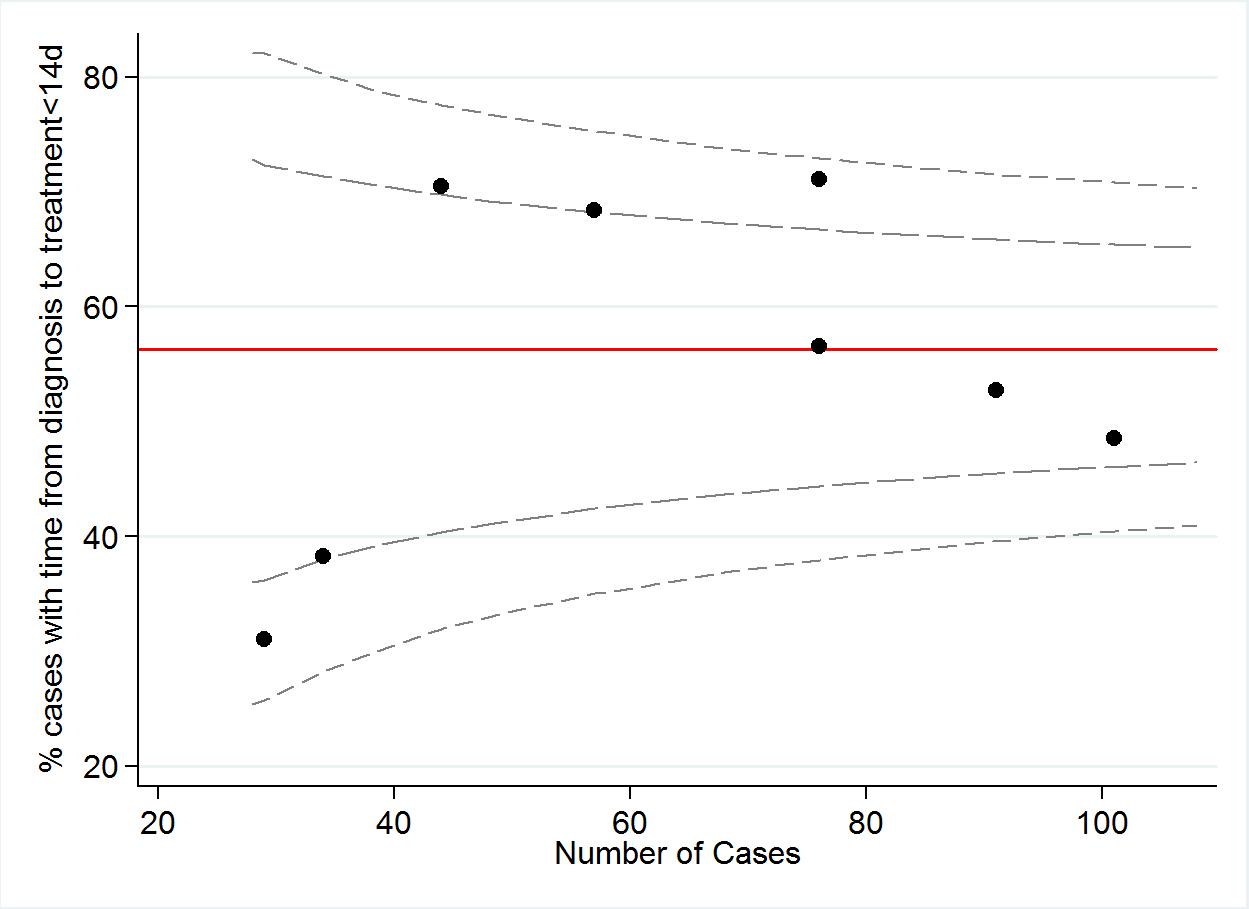 % cases with time from diagnosis to treatment<14d
80
60
40
20
20 40 60 80 100
Number of Cases